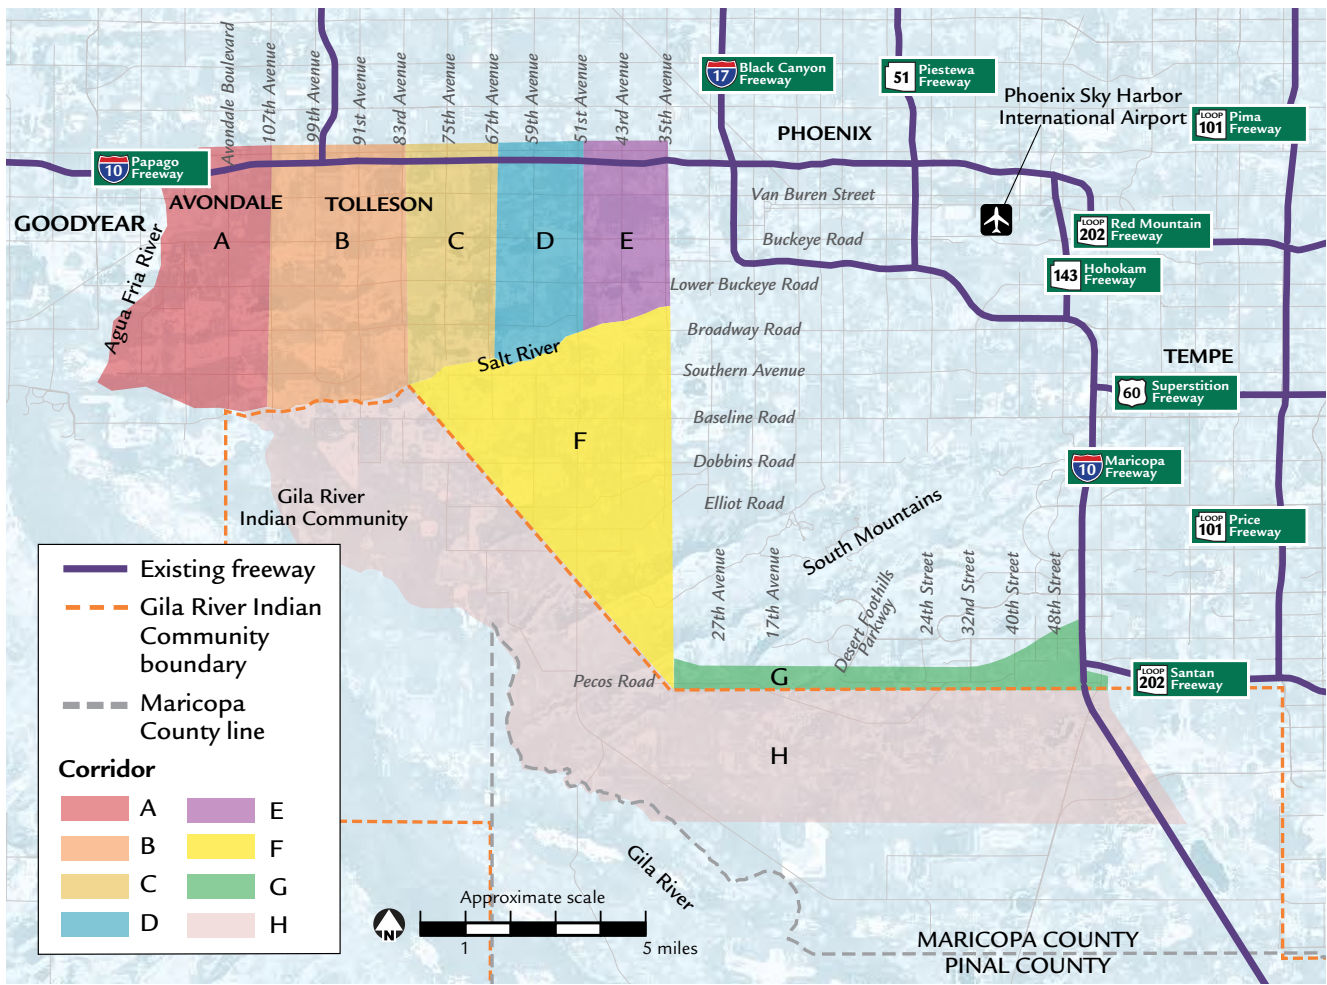 Avondale Boulevard
107th Avenue
99th Avenue
91st Avenue
83rd Avenue
75th Avenue
67th Avenue
59th Avenue
51st Avenue
43rd Avenue
35th Avenue
17
Black Canyon
Freeway
51
Piestewa
Freeway
Phoenix Sky Harbor
International Airport
LOOP
101
Pima
Freeway
PHOENIX
10
Papago
Freeway
GOODYEAR
AVONDALE
TOLLESON
Van Buren Street
LOOP
202
Red Mountain
Freeway
A
B
C
D
E
Buckeye Road
Agua Fria River
143
Hohokam
Freeway
Lower Buckeye Road
Broadway Road
Salt River
TEMPE
Southern Avenue
60
Superstition
Freeway
Baseline Road
F
Dobbins Road
10
Maricopa
Freeway
Gila River
Indian Community
Elliot Road
South Mountains
LOOP
101
Price
Freeway
27th Avenue
17th Avenue
Desert Foothills
Parkway
24th Street
32nd Street
40th Street
48th Street
Pecos Road
G
LOOP
202
Santan
Freeway
H
Existing freeway
Gila River Indian
Community
boundary
Maricopa
County line
Corridor
A
B
C
D
E
F
G
H
Gila River
Approximate scale
N
1
5 miles
MARICOPA COUNTY
PINAL COUNTY